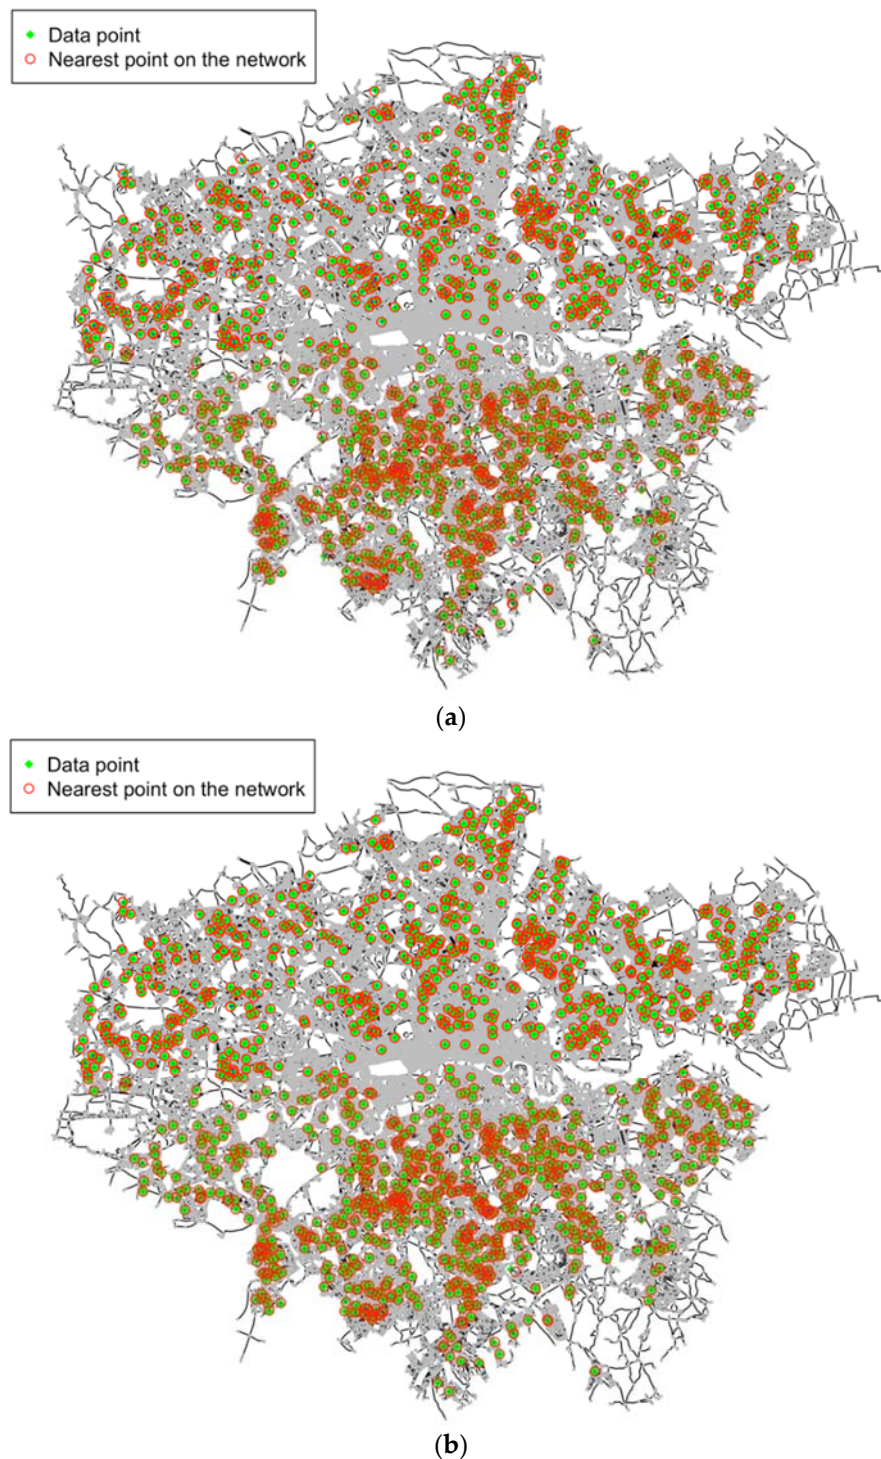 Data point
Nearest point on the network
(a)
Data point
Nearest point on the network
(b)